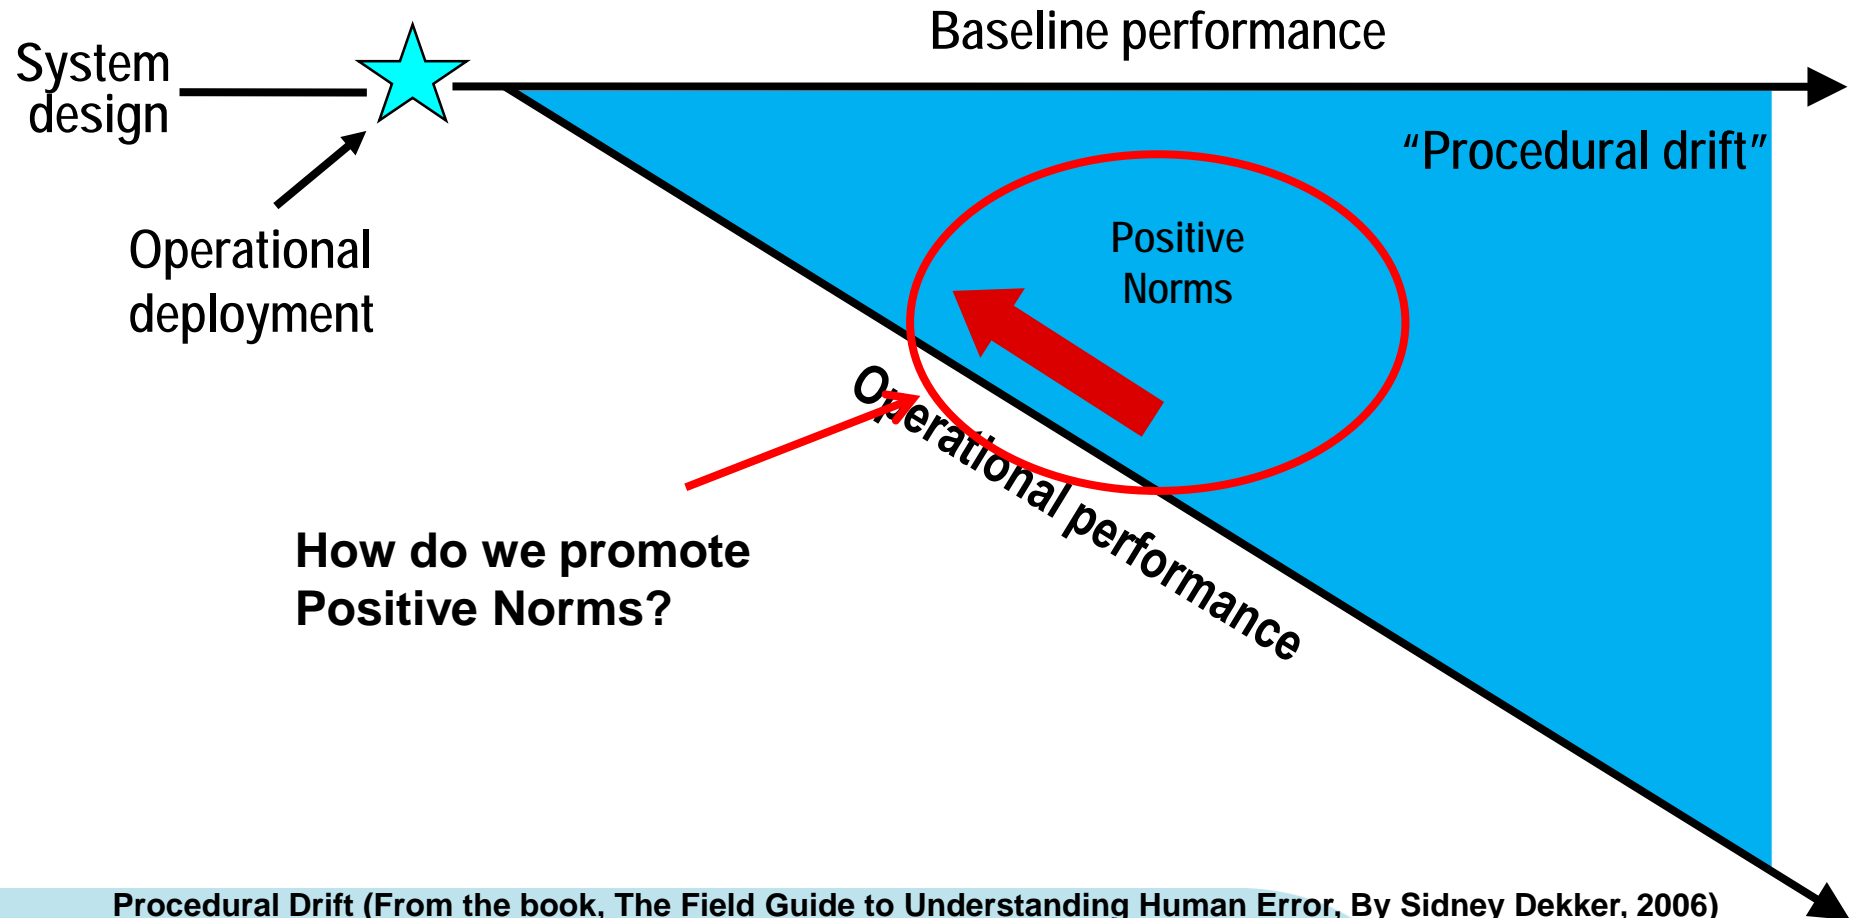 Baseline performance
System
design
"Procedural drift"
Operational
deployment
Positive
Norms
Operational performance
How do we promote
Positive Norms?
Procedural Drift (From the book, The Field Guide to Understanding Human Error, By Sidney Dekker, 2006)